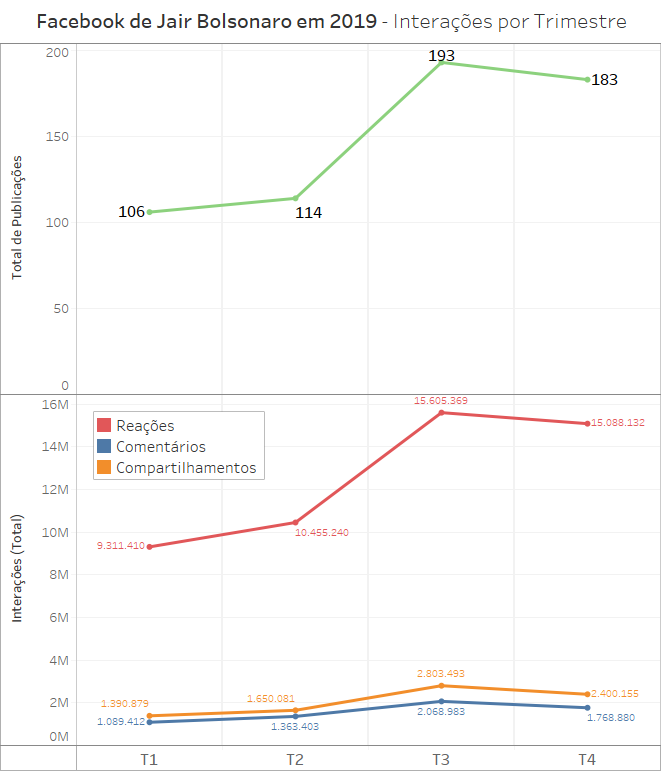 Facebook de Jair Bolsonaro em 2019 - Interações por Trimestre
200
193
183
150
Total de Publicações
106
114
100
50
0
16M
15.605.369
Reações
15.088.132
Comentários
14M
Compartilhamentos
12M
Interações (Total)
9.311.410
10.455.240
10M
8M
6M
4M
2.803.493
1.390.879
1.650.081
2.400.155
2M
1.089.412
1.363.403
2.068.983
1.768.880
0M
T1
T2
T3
T4